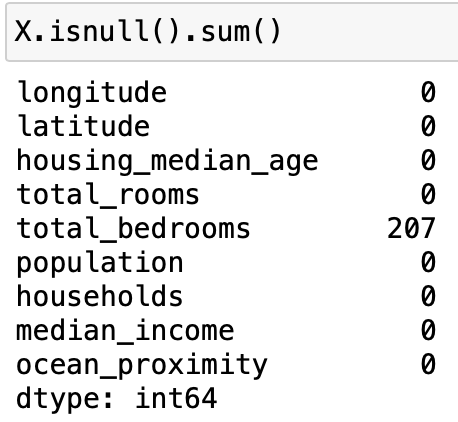 X.isnull().sum()
longitude 0
latitude 0
housing_median_age 0
total_rooms 0
total_bedrooms 207
population 0
households 0
median_income 0
ocean_proximity 0
dtype: int64